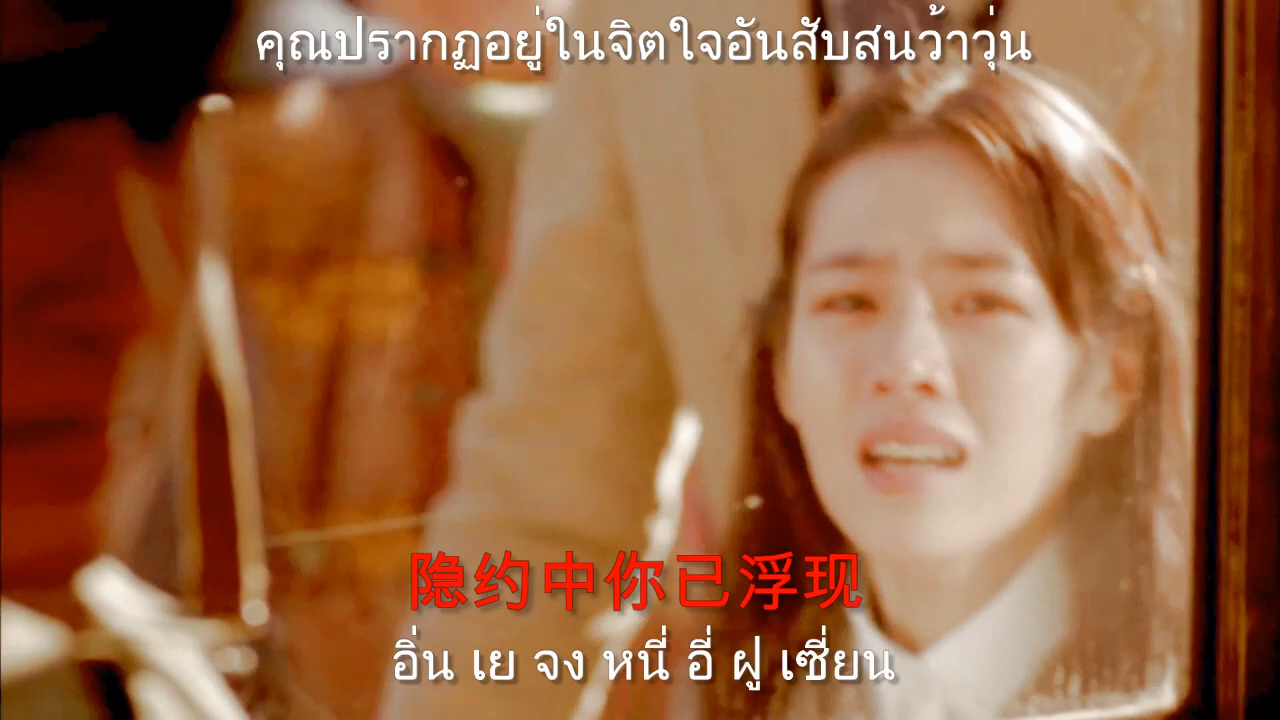 คุณปรากฏอยู่ในจิตใจอันสับสนว้าวุ่น
隐约中你已浮现
อิ่น เย จง หนี่ อี่ ฝู เซี่ยน